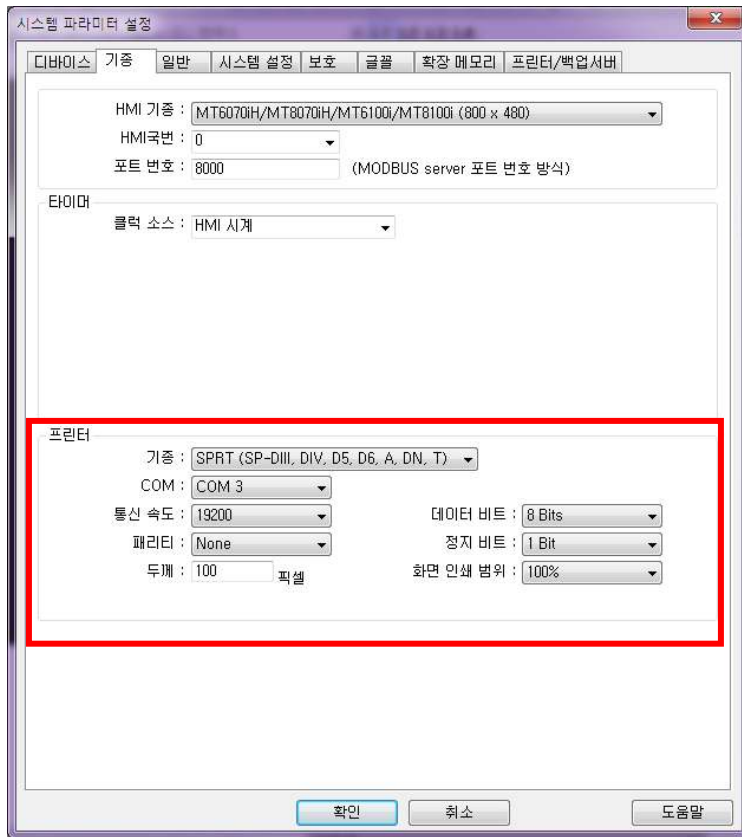 시스템 파라미터 설정
디바이스 기종 일반 시스템 설정 보호 글꼴 확장 메모리 프린터/백업서버
HMI 기종 : MT6070iH/MT8070iH/MT6100i/MT8100i (800 x 480)
HMI국번 : 0
포트 번호 : 8000 (MODBUS server 포트 번호 방식)
타이머
클럭 소스 : HMI 시계
프린터
기종 : SPRT (SP-DIII, DIV, D5, D6, A, DN, T)
COM : COM 3
통신 속도 : 19200 데이터 비트 : 8 Bits
패리티 : None 정지 비트 : 1 Bit
두께 : 100 픽셀 화면 인쇄 범위 : 100%
확인 취소 도움말